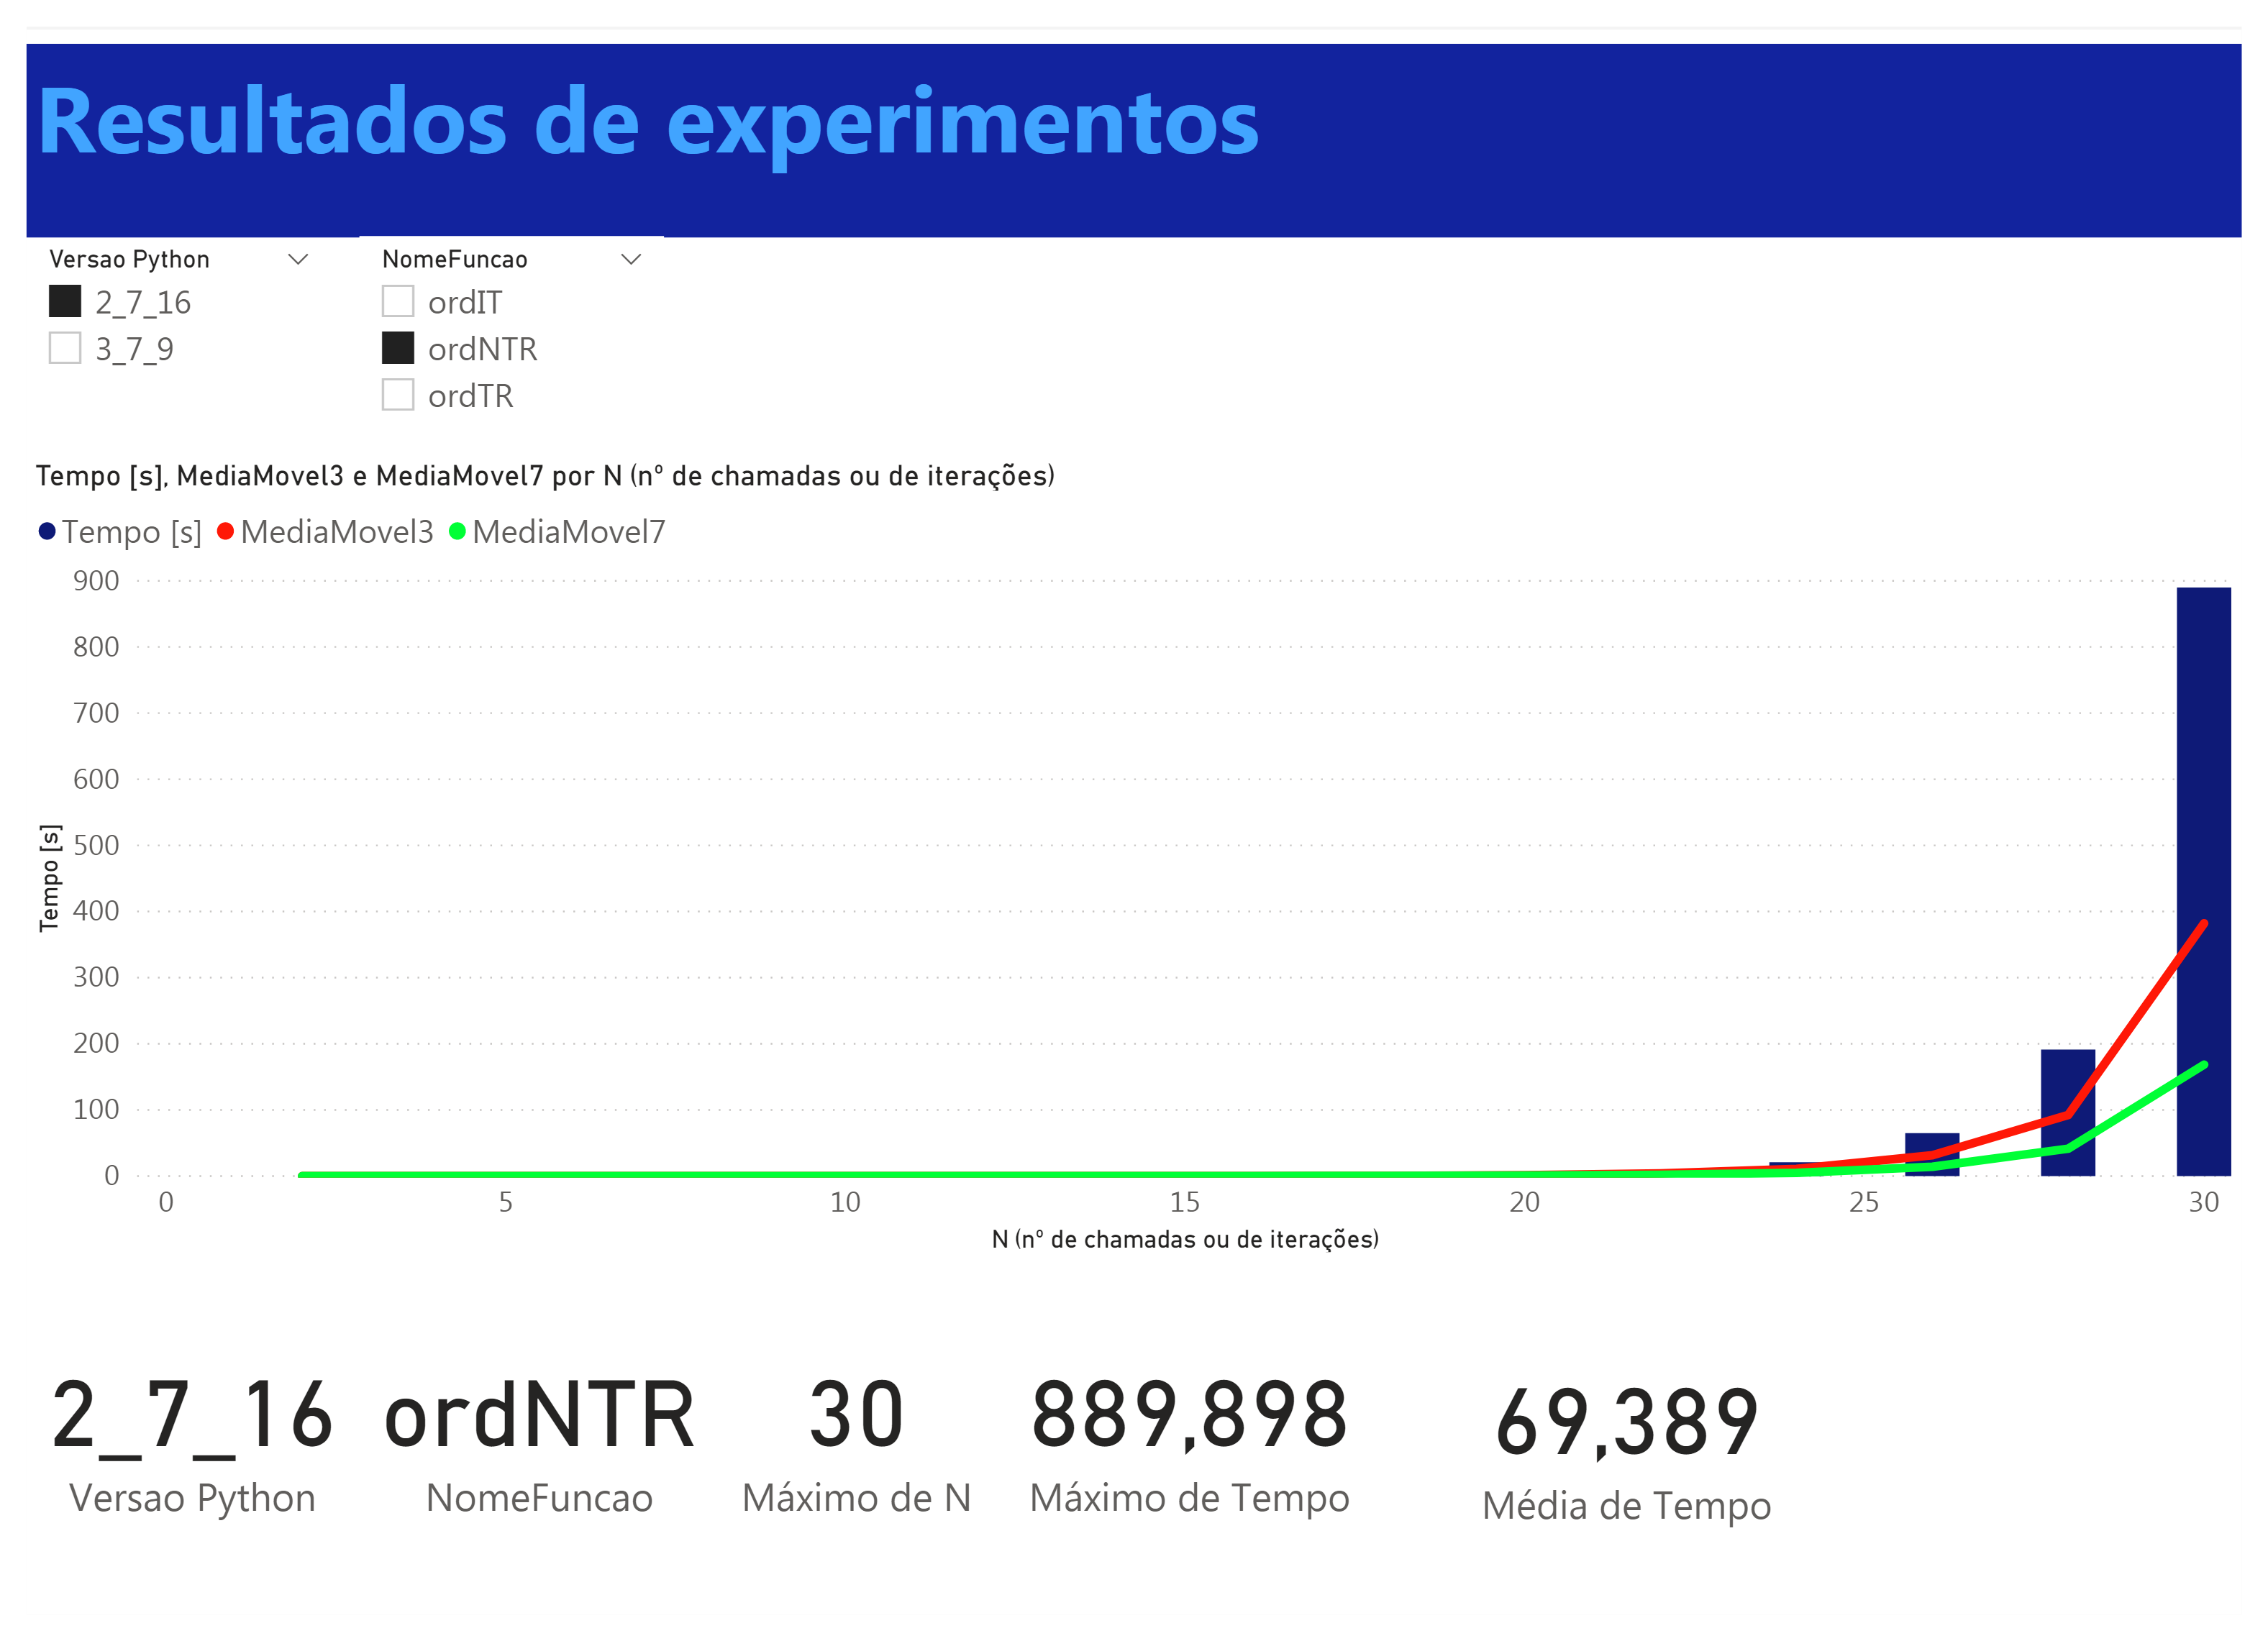 Resultados de experimentos
Versao Python
2_7_16
3_7_9
NomeFuncao
ordIT
ordNTR
ordTR
Tempo [s], MediaMovel3 e MediaMovel7 por N (nº de chamadas ou de iterações)
Tempo [s] MediaMovel3 MediaMovel7
900
800
700
600
500
400
300
200
100
0
Tempo [s]
0 5 10 15 20 25 30
N (nº de chamadas ou de iterações)
2_7_16
Versao Python
ordNTR
NomeFuncao
30
Máximo de N
889,898
Máximo de Tempo
69,389
Média de Tempo